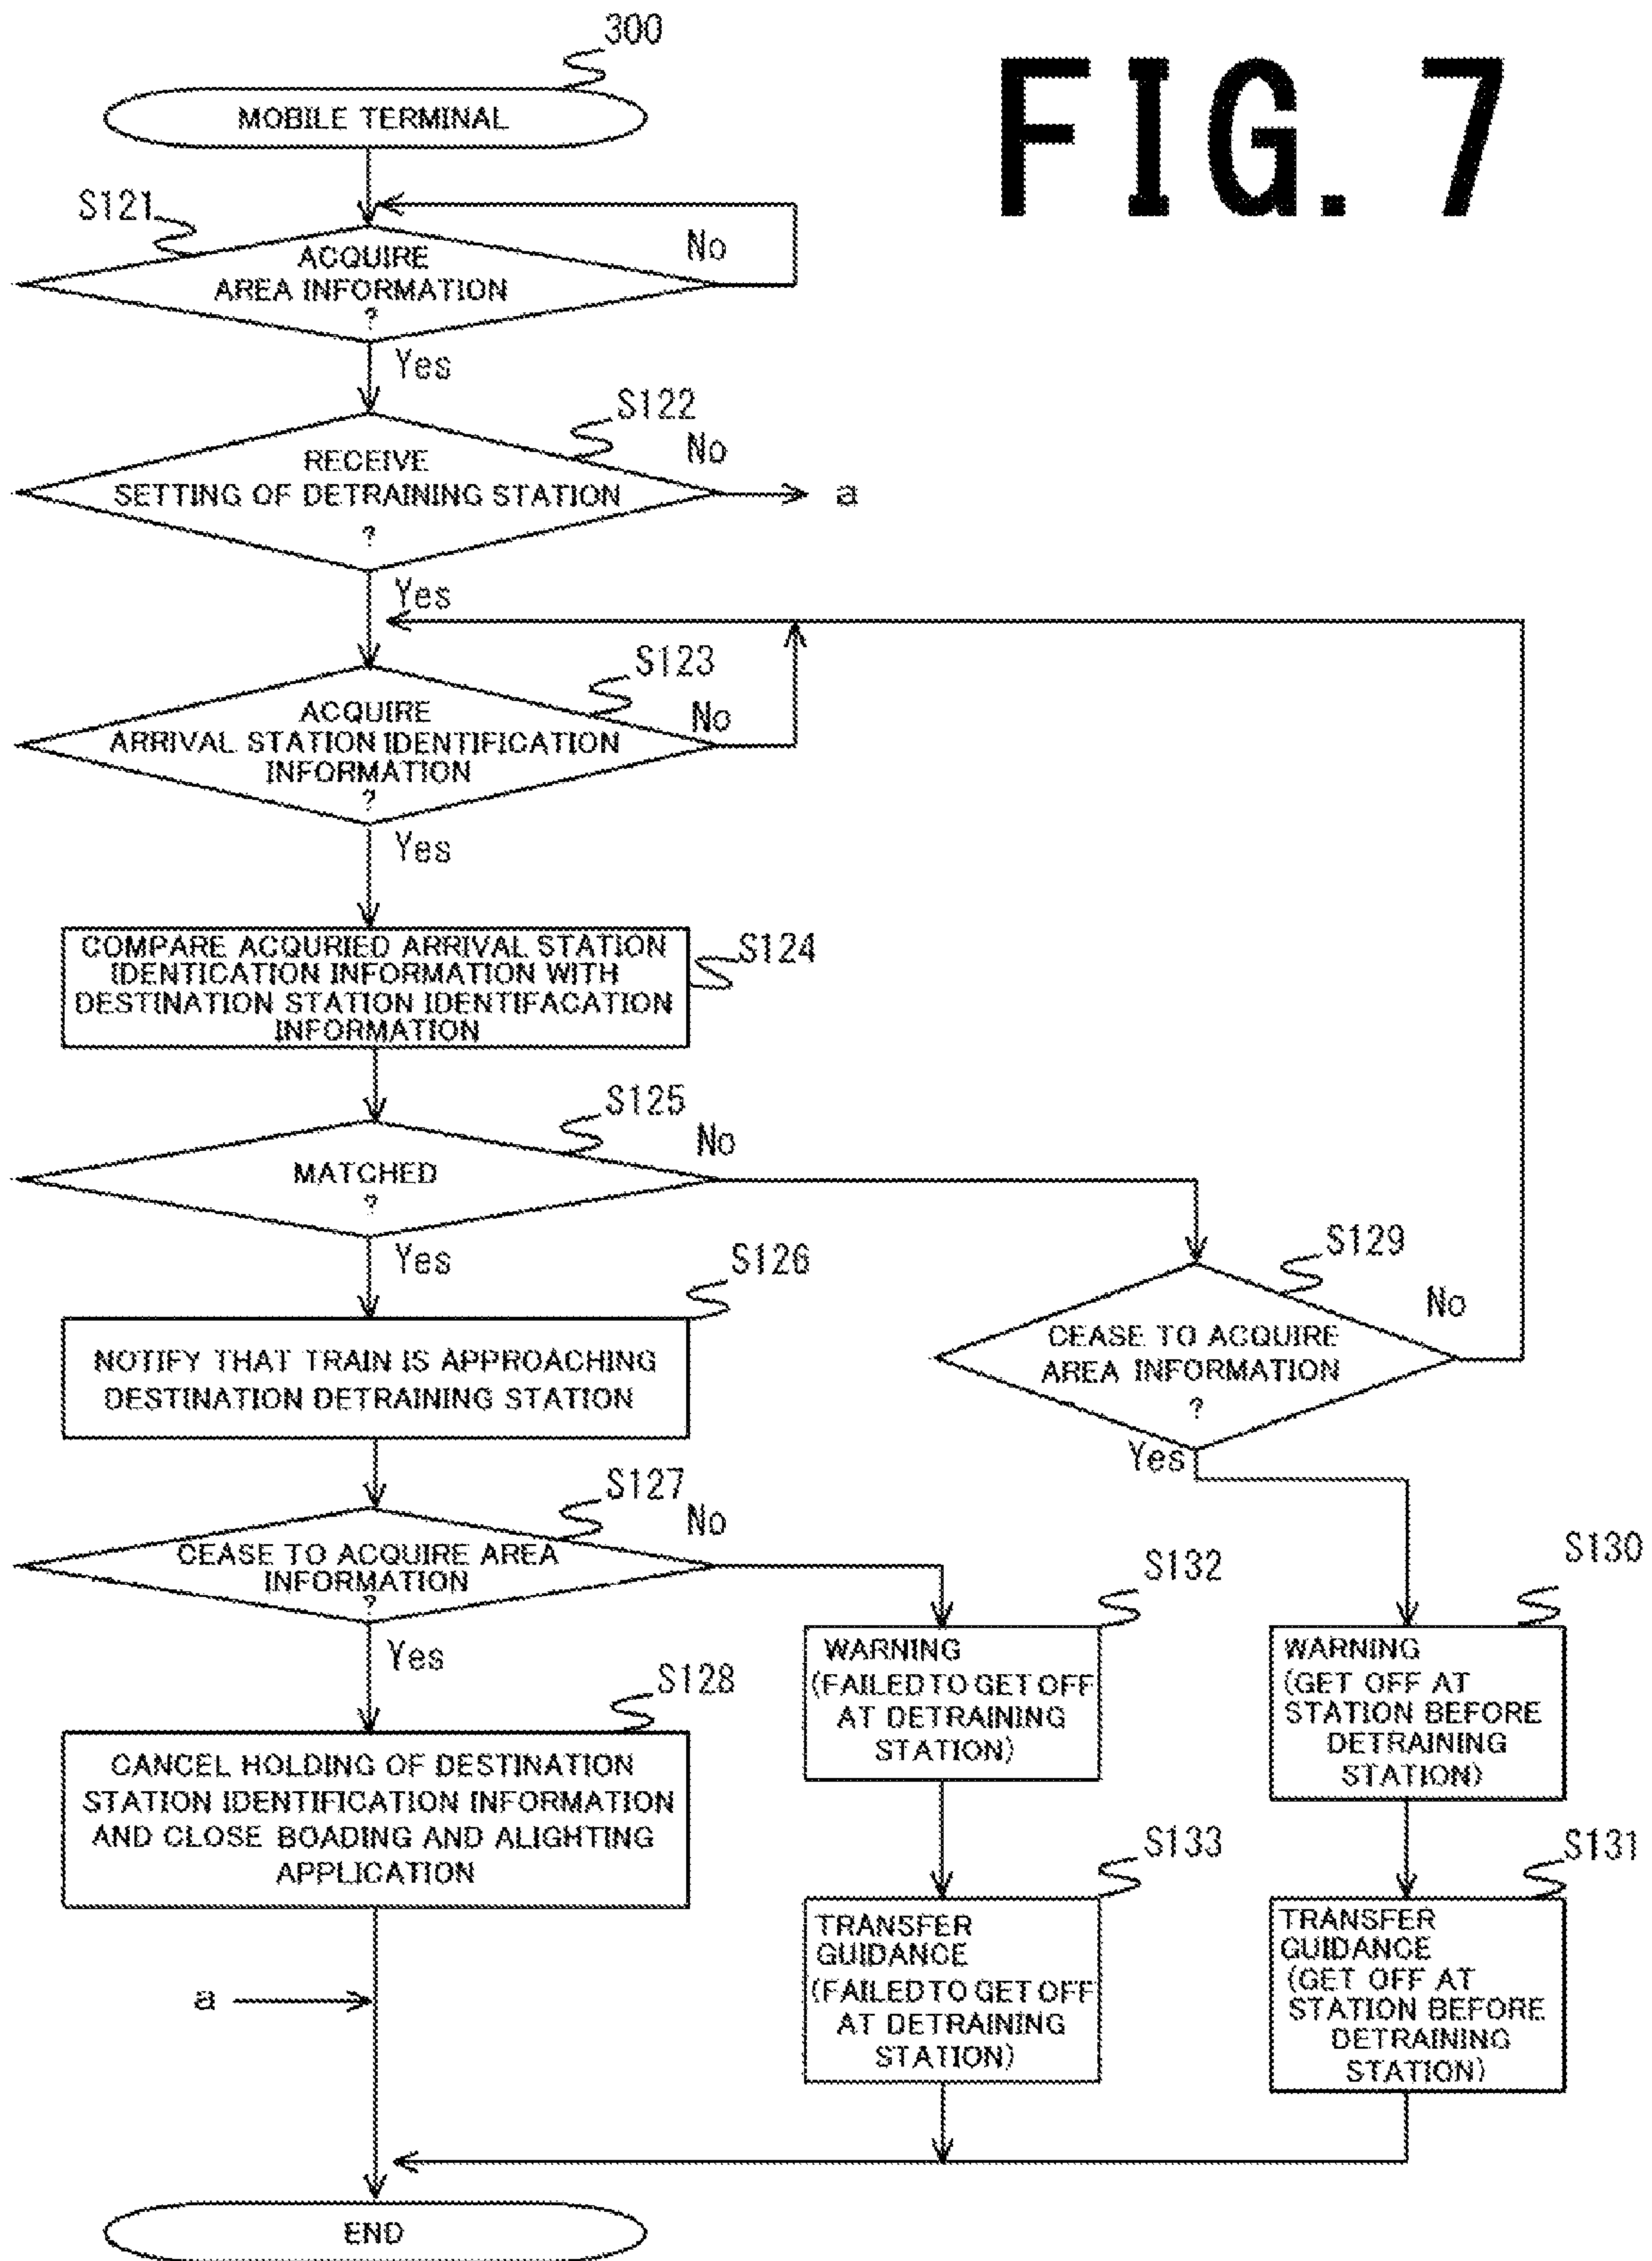 FIG. 7
300
MOBILE TERMINAL
S121
ACQUIRE
AREA INFORMATION
?
No
Yes
S122
RECEIVE
SETTING OF DETRAINING STATION
?
No
a
Yes
S123
ACQUIRE
ARRIVAL STATION IDENTIFICATION
INFORMATION
?
No
Yes
COMPARE ACQURIED ARRIVAL STATION
IDENTICATION INFORMATION WITH
DESTINATION STATION IDENTIFACATION
INFORMATION
S124
S125
MATCHED
?
No
Yes
S126
NOTIFY THAT TRAIN IS APPROACHING
DESTINATION DETRAINING STATION
S129
CEASE TO ACQUIRE
AREA INFORMATION
?
No
Yes
S127
CEASE TO ACQUIRE AREA
INFORMATION
?
No
Yes
S128
CANCEL HOLDING OF DESTINATION
STATION IDENTIFICATION INFORMATION
AND CLOSE BOADING AND ALIGHTING
APPLICATION
S132
WARNING
(FAILED TO GET OFF
AT DETRAINING
STATION)
S130
WARNING
(GET OFF AT
STATION BEFORE
DETRAINING
STATION)
S133
TRANSFER
GUIDANCE
(FAILED TO GET OFF
AT DETRAINING
STATION)
S131
TRANSFER
GUIDANCE
(GET OFF AT
STATION BEFORE
DETRAINING
STATION)
a
END